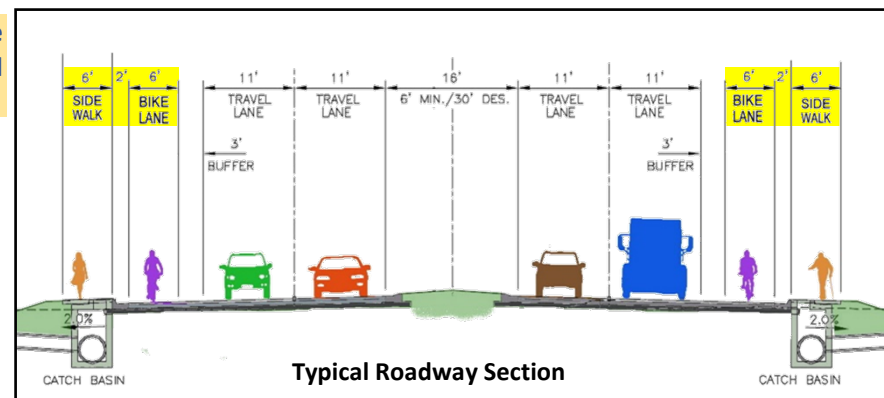 6' 2' 6' 11' 11' 16' 11' 11' 6' 2' 6'
SIDE WALK
BIKE LANE
TRAVEL LANE
TRAVEL LANE
6' MIN./30' DES.
TRAVEL LANE
TRAVEL LANE
BIKE LANE
SIDE WALK
3'
BUFFER
3'
BUFFER
2.0%
2.0%
CATCH BASIN
Typical Roadway Section
CATCH BASIN